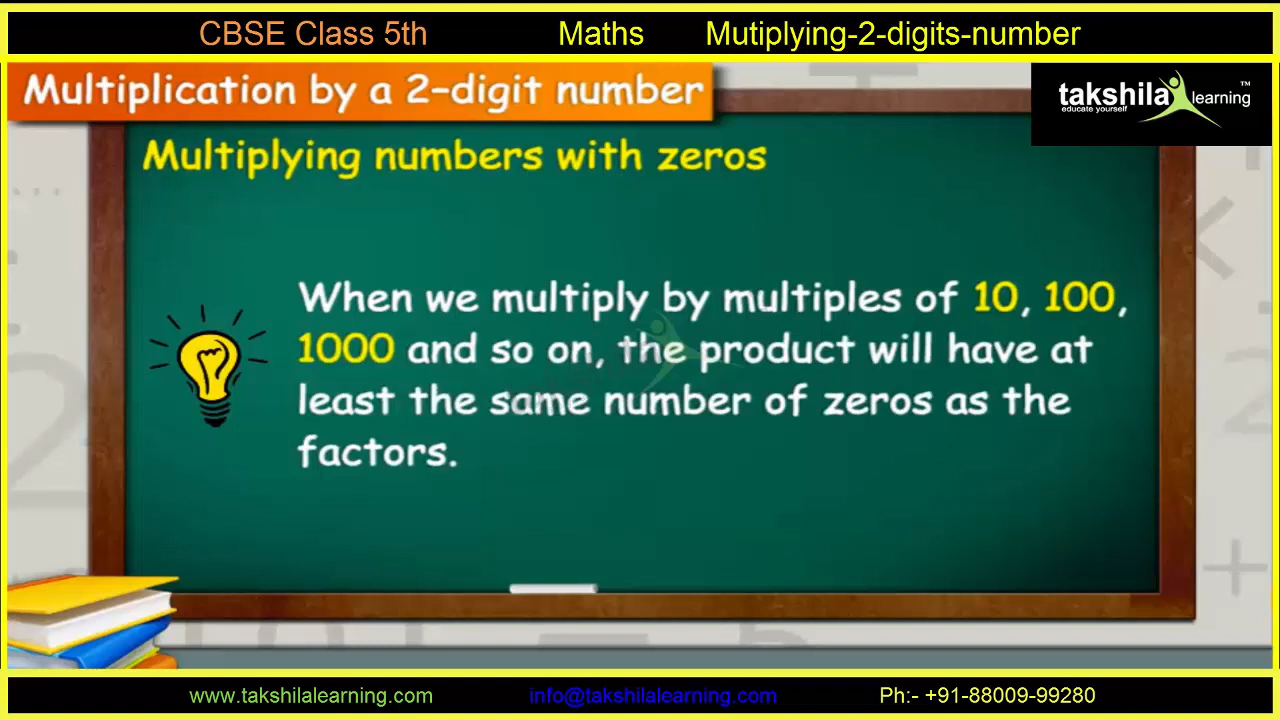 CBSE Class 5th Maths Mutiplying-2-digits-number
Multiplication by a 2-digit number
takshila learning™
educate yourself
Multiplying numbers with zeros
When we multiply by multiples of 10, 100,
1000 and so on, the product will have at
least the same number of zeros as the
factors.
www.takshilalearning.com info@takshilalearning.com Ph:- +91-88009-99280